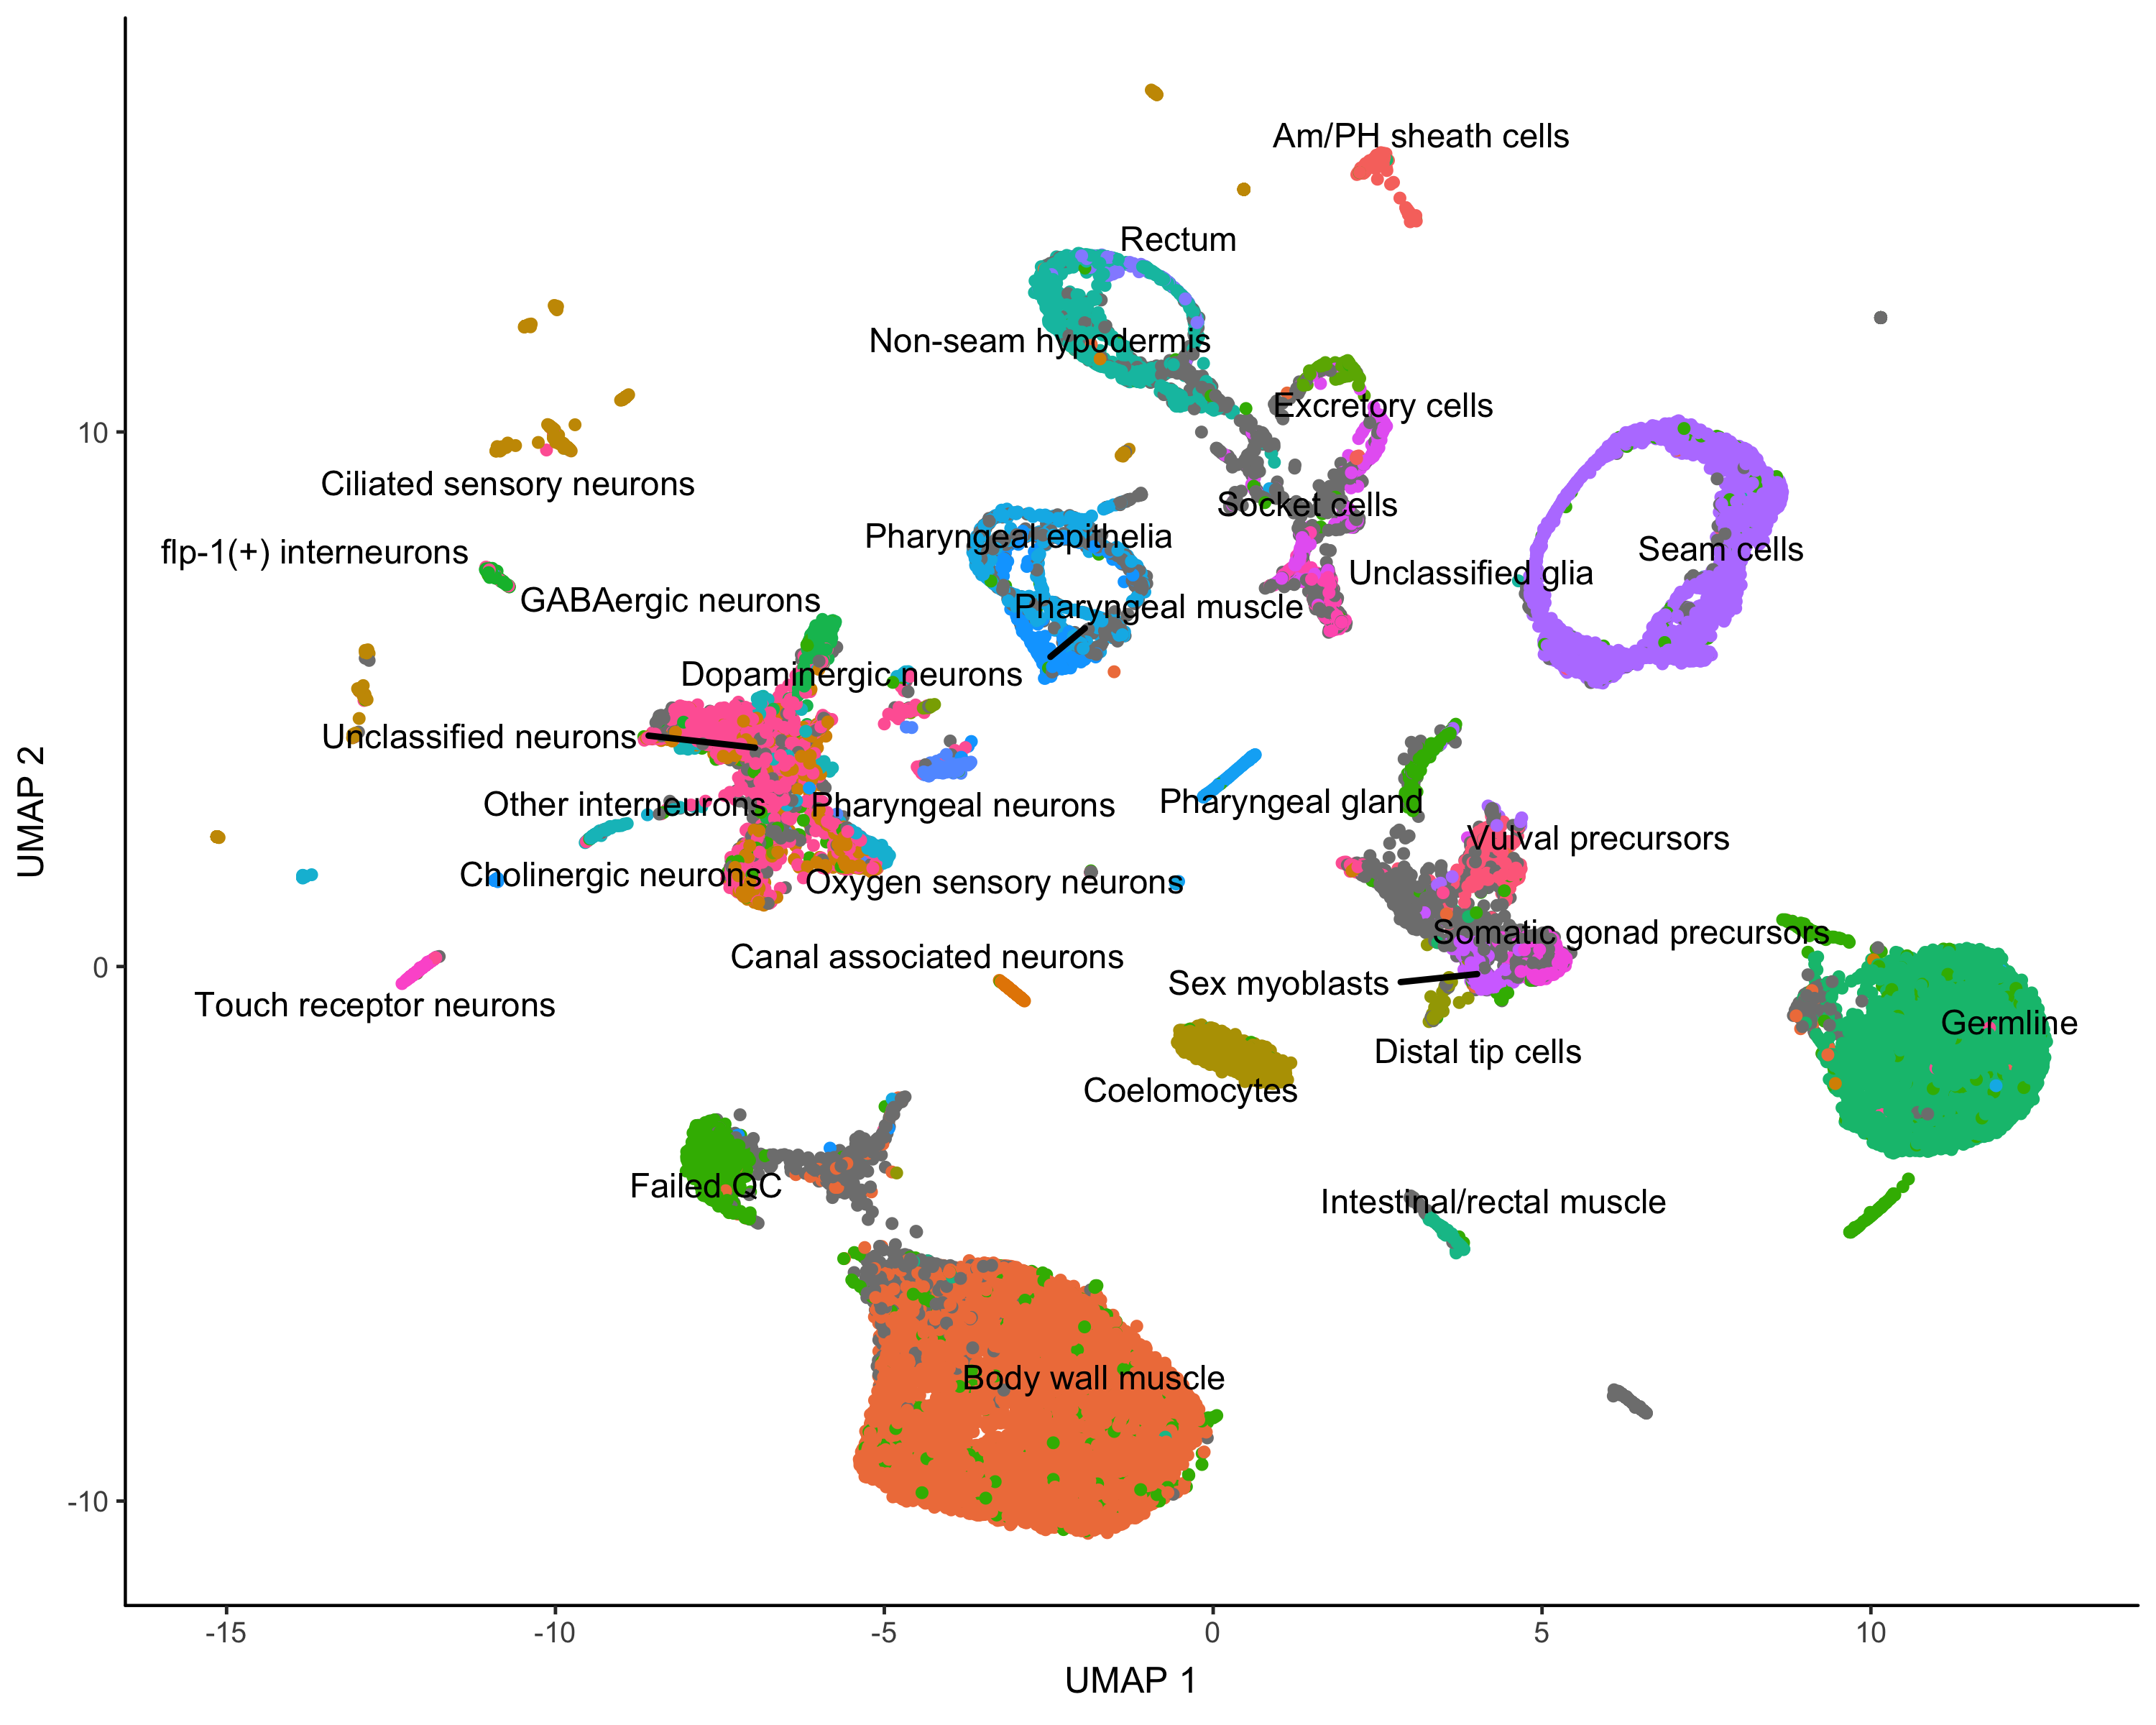 Am/PH sheath cells
Rectum
Non-seam hypodermis
Excretory cells
10
Ciliated sensory neurons
Socket cells
Pharyngeal epithelia
Seam cells
flp-1(+) interneurons
Unclassified glia
GABAergic neurons
Pharyngeal muscle
Dopaminergic neurons
Unclassified neurons
Other interneurons
Pharyngeal neurons
Pharyngeal gland
UMAP 2
Vulval precursors
Cholinergic neurons
Oxygen sensory neurons
Somatic gonad precursors
Canal associated neurons
0
Sex myoblasts
Touch receptor neurons
Germline
Distal tip cells
Coelomocytes
Failed QC
Intestinal/rectal muscle
Body wall muscle
-10
-15
-10
-5
0
5
10
UMAP 1